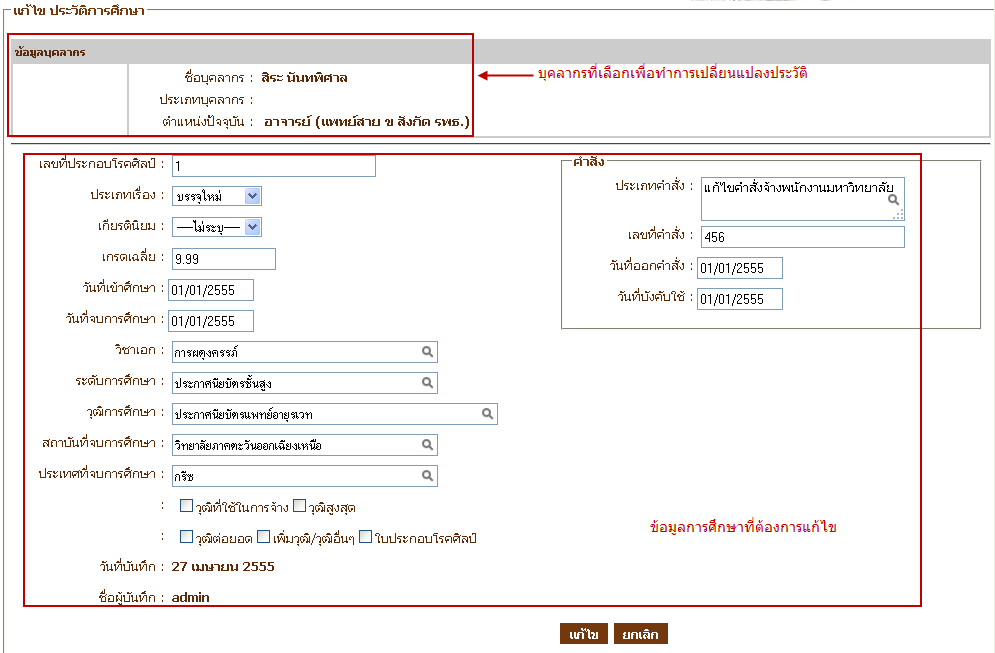 แก้ไข ประวัติการศึกษา
ข้อมูลบุคลากร
ชื่อบุคลากร : สิระ นันทพิศาล
บุคลากรที่เลือกเพื่อทำการเปลี่ยนแปลงประวัติ
ประเภทบุคลากร :
ตำแหน่งปัจจุบัน : อาจารย์ (แพทย์สาย ข สังกัด รพธ.)
เลขที่ประกอบโรคศิลป์ : 1
ประเภทเรื่อง : บรรจุใหม่
เกียรตินิยม : ----ไม่ระบุ----
เกรดเฉลี่ย : 9.99
วันที่เข้าศึกษา : 01/01/2555
วันที่จบการศึกษา : 01/01/2555
วิชาเอก : การผดุงครรภ์
ระดับการศึกษา : ประกาศนียบัตรชั้นสูง
วุฒิการศึกษา : ประกาศนียบัตรแพทย์อายุรเวท
สถาบันที่จบการศึกษา : วิทยาลัยภาคตะวันออกเฉียงเหนือ
ประเทศที่จบการศึกษา : กรีซ
: วุฒิที่ใช้ในการจ้าง วุฒิสูงสุด
: วุฒิต่อยอด เพิ่มวุฒิ/วุฒิอื่นๆ ใบประกอบโรคศิลป์
วันที่บันทึก : 27 เมษายน 2555
ชื่อผู้บันทึก : admin
คำสั่ง
ประเภทคำสั่ง : แก้ไขคำสั่งจ้างพนักงานมหาวิทยาลัย
เลขที่คำสั่ง : 456
วันที่ออกคำสั่ง : 01/01/2555
วันที่บังคับใช้ : 01/01/2555
ข้อมูลการศึกษาที่ต้องการแก้ไข
แก้ไข ยกเลิก